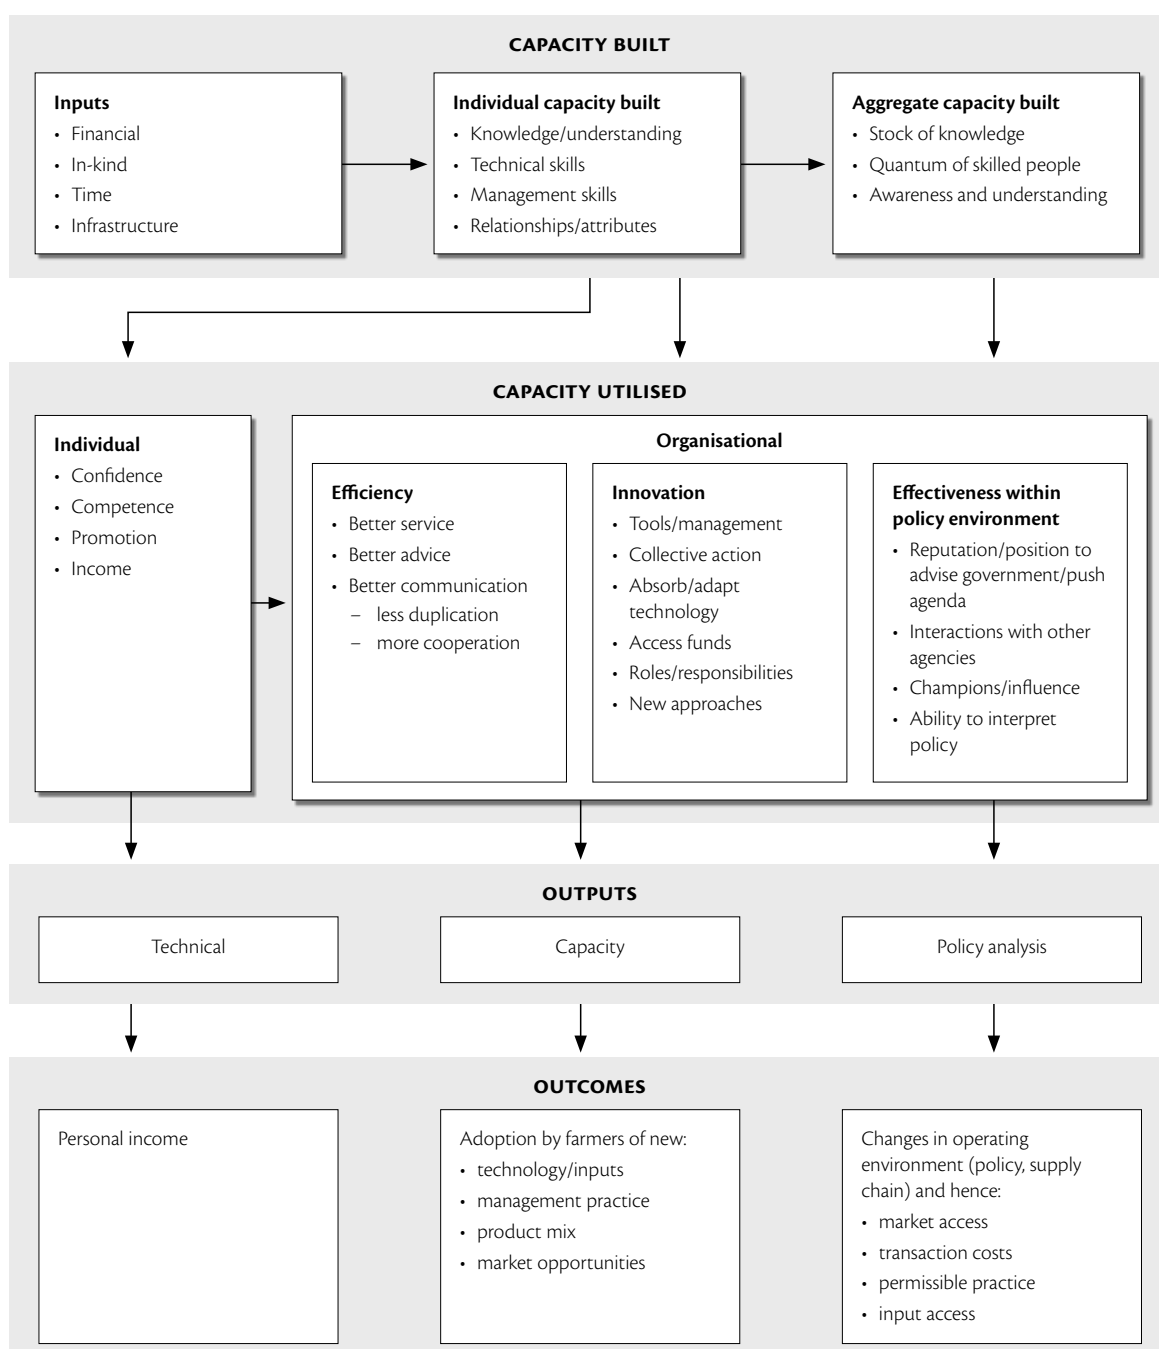 CAPACITY BUILT
Inputs
• Financial
• In-kind
• Time
• Infrastructure
Individual capacity built
• Knowledge/understanding
• Technical skills
• Management skills
• Relationships/attributes
Aggregate capacity built
• Stock of knowledge
• Quantum of skilled people
• Awareness and understanding
CAPACITY UTILISED
Individual
• Confidence
• Competence
• Promotion
• Income
Organisational
Efficiency
• Better service
• Better advice
• Better communication
– less duplication
– more cooperation
Innovation
• Tools/management
• Collective action
• Absorb/adapt
technology
• Access funds
• Roles/responsibilities
• New approaches
Effectiveness within
policy environment
• Reputation/position to
advise government/push
agenda
• Interactions with other
agencies
• Champions/influence
• Ability to interpret
policy
OUTPUTS
Technical
Capacity
Policy analysis
OUTCOMES
Personal income
Adoption by farmers of new:
• technology/inputs
• management practice
• product mix
• market opportunities
Changes in operating
environment (policy, supply
chain) and hence:
• market access
• transaction costs
• permissible practice
• input access